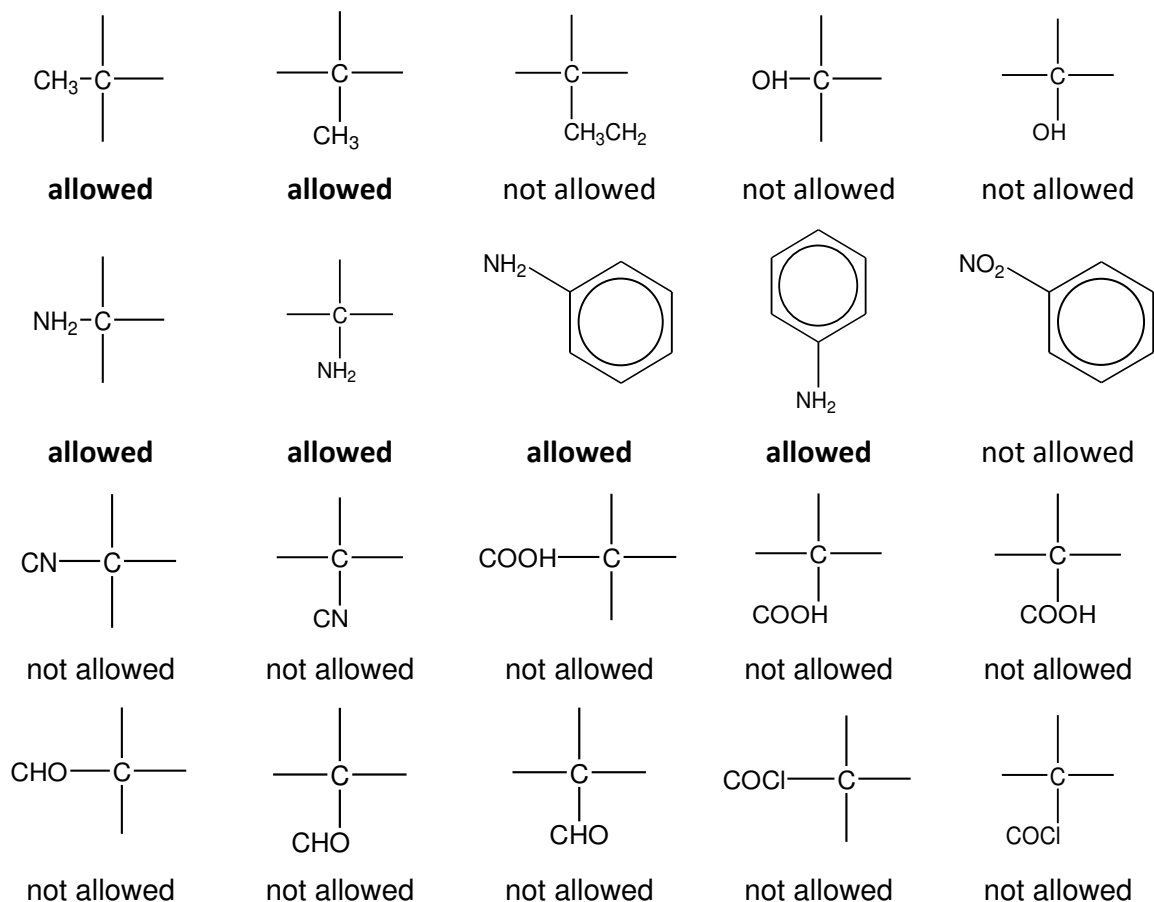 CH₃ C C C OH C C
CH₃ CH₃CH₂ OH
allowed allowed not allowed not allowed not allowed
NH₂ NO₂
NH₂ C C
NH₂ NH₂
allowed allowed allowed allowed not allowed
CN C C COOH C C C
CN COOH COOH
not allowed not allowed not allowed not allowed not allowed
CHO C C C COCl C C
CHO CHO COCl
not allowed not allowed not allowed not allowed not allowed